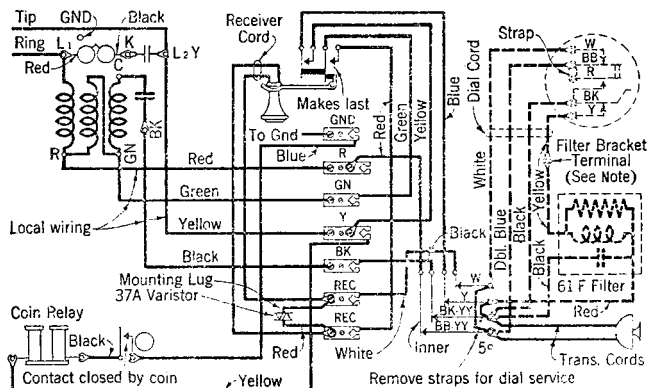 Tip
GND
Black
Ring
L1
K
L2 Y
Red
C
BK
R
GN
Receiver
Cord
Makes last
GND
To Gnd
Blue
R
Red
GN
Green
Y
Yellow
Local wiring
BK
Black
Mounting Lug
37A Varistor
REC
REC
Red
White
Inner
Coin Relay
Black
Contact closed by coin
Yellow
Red
Green
Yellow
Blue
Black
Strap
Dial Cord
W
BB
R
BK
Y
White
Dbl. Blue
Black
Black
Yellow
Filter Bracket
Terminal
(See Note)
61 F Filter
Red
W
Y
BK-YY
BB-YY
Trans. Cords
Remove straps for dial service